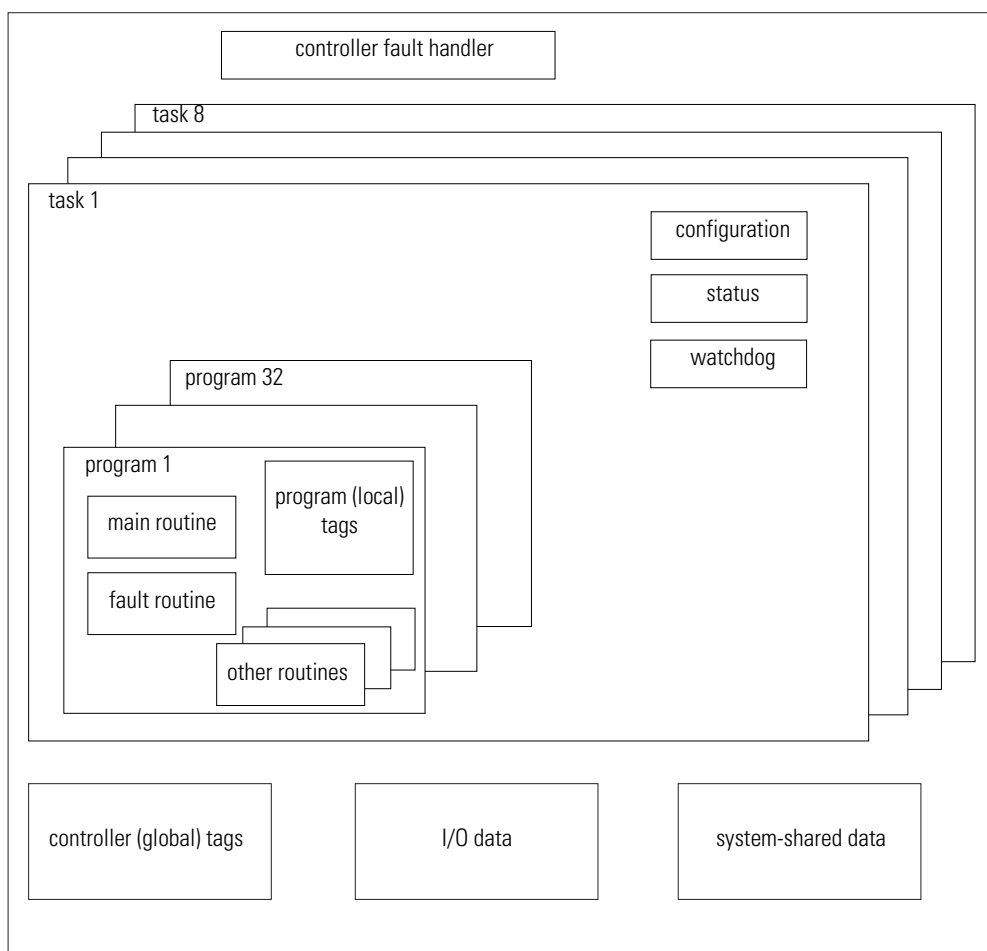 controller fault handler
task 8
task 1
configuration
status
watchdog
program 32
program 1
program (local)
tags
main routine
fault routine
other routines
controller (global) tags
I/O data
system-shared data